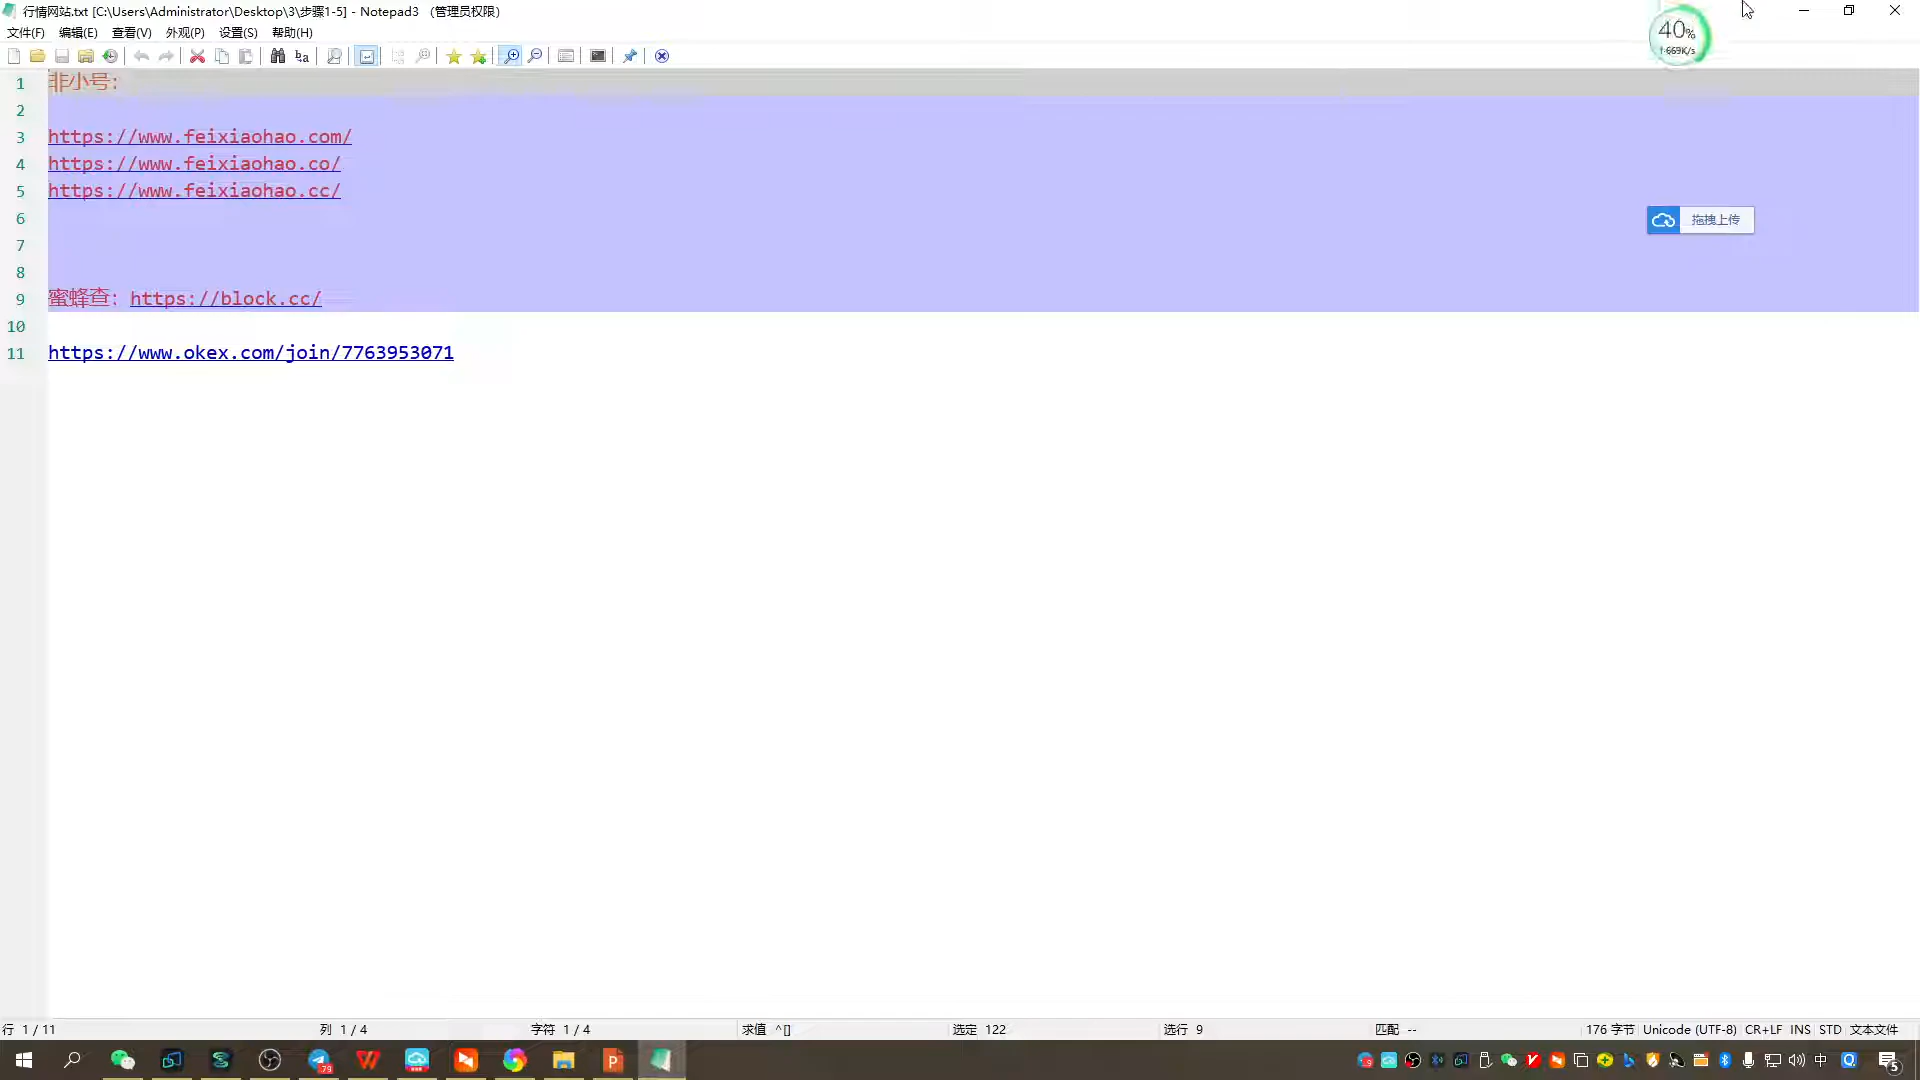 行情网站.txt [C:\Users\Administrator\Desktop\3\步骤1-5] - Notepad3 （管理员权限）
文件(F) 编辑(E) 查看(V) 外观(P) 设置(S) 帮助(H)
40%
↑669K/s
1 非小号：
2
3 https://www.feixiaohao.com/
4 https://www.feixiaohao.co/
5 https://www.feixiaohao.cc/
6
拖拽上传
7
8
9 蜜蜂查：https://block.cc/
10
11 https://www.okex.com/join/7763953071
行 1 / 11 列 1 / 4 字符 1 / 4 求值 ^[] 选定 122 选行 9 匹配 -- 176 字节 Unicode (UTF-8) CR+LF INS STD 文本文件
79 中 5